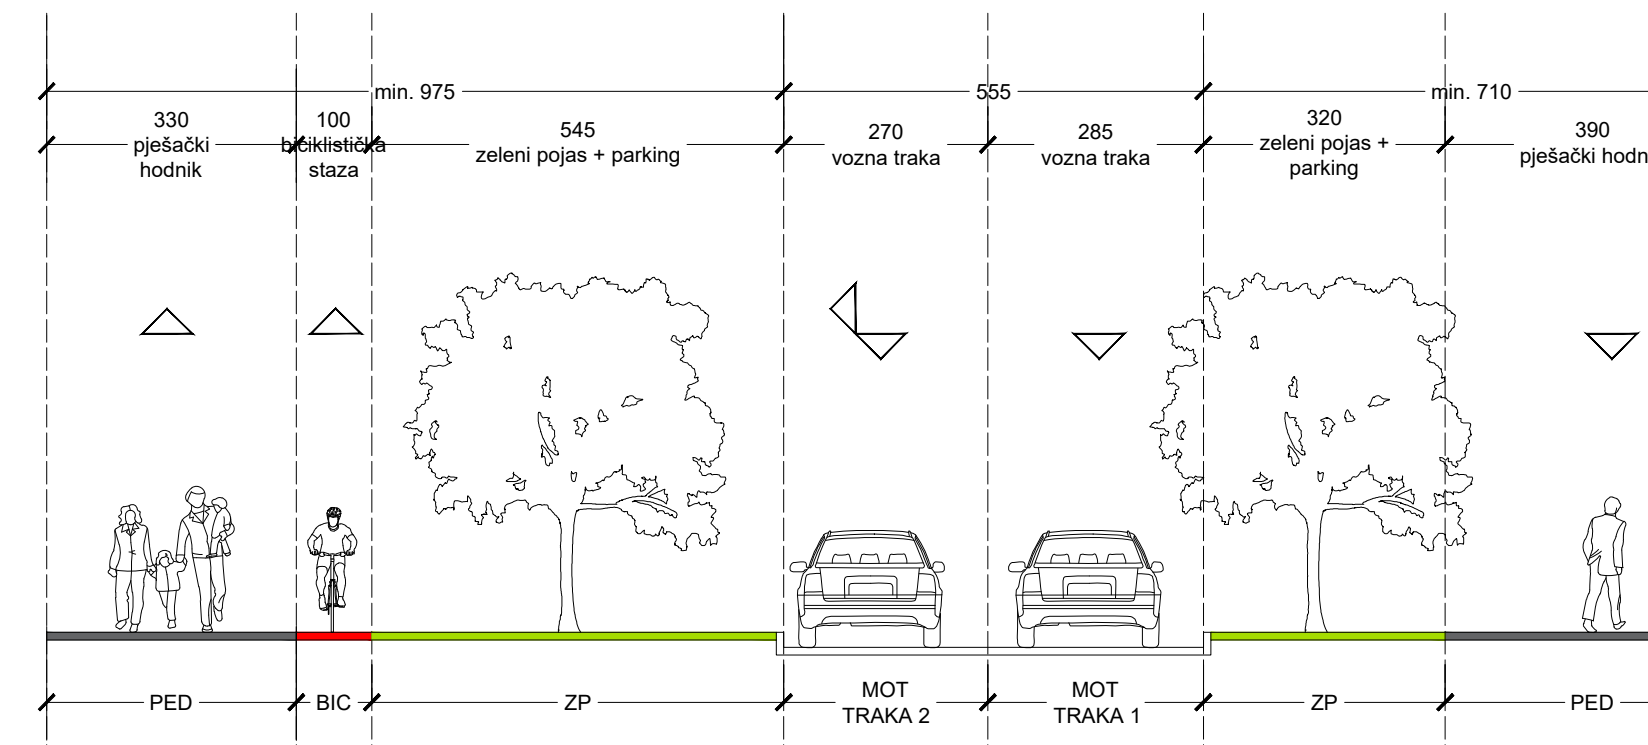 min. 975
555
min. 710
330
pješački
hodnik
100
biciklistička
staza
545
zeleni pojas + parking
270
vozna traka
285
vozna traka
320
zeleni pojas +
parking
390
pješački hodn
PED
BIC
ZP
MOT
TRAKA 2
MOT
TRAKA 1
ZP
PED